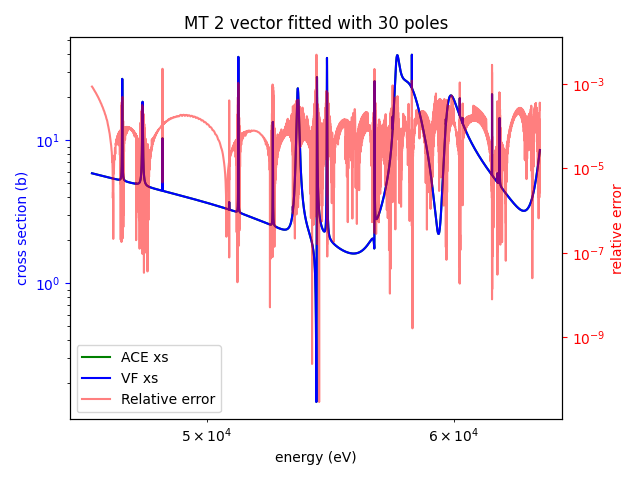 MT 2 vector fitted with 30 poles
cross section (b)
10¹
10⁰
ACE xs
VF xs
Relative error
5 × 10⁴
6 × 10⁴
energy (eV)
10⁻³
10⁻⁵
10⁻⁷
10⁻⁹
relative error